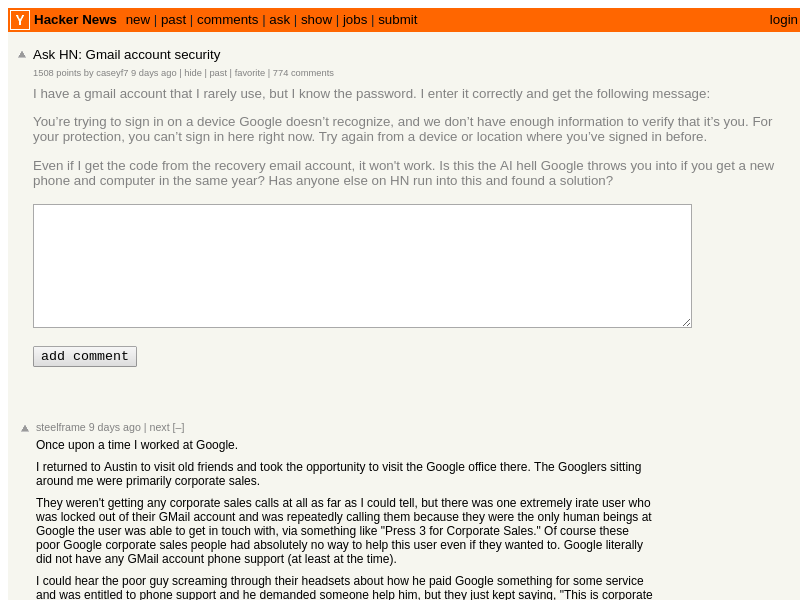 Y Hacker News new | past | comments | ask | show | jobs | submit login
Ask HN: Gmail account security
1508 points by caseyf7 9 days ago | hide | past | favorite | 774 comments
I have a gmail account that I rarely use, but I know the password. I enter it correctly and get the following message:
You’re trying to sign in on a device Google doesn’t recognize, and we don’t have enough information to verify that it’s you. For
your protection, you can’t sign in here right now. Try again from a device or location where you’ve signed in before.
Even if I get the code from the recovery email account, it won't work. Is this the AI hell Google throws you into if you get a new
phone and computer in the same year? Has anyone else on HN run into this and found a solution?
add comment
steelframe 9 days ago | next [–]
Once upon a time I worked at Google.
I returned to Austin to visit old friends and took the opportunity to visit the Google office there. The Googlers sitting
around me were primarily corporate sales.
They weren't getting any corporate sales calls at all as far as I could tell, but there was one extremely irate user who
was locked out of their GMail account and was repeatedly calling them because they were the only human beings at
Google the user was able to get in touch with, via something like "Press 3 for Corporate Sales." Of course these
poor Google corporate sales people had absolutely no way to help this user even if they wanted to. Google literally
did not have any GMail account phone support (at least at the time).
I could hear the poor guy screaming through their headsets about how he paid Google something for some service
and was entitled to phone support and he demanded someone help him, but they just kept saying, "This is corporate